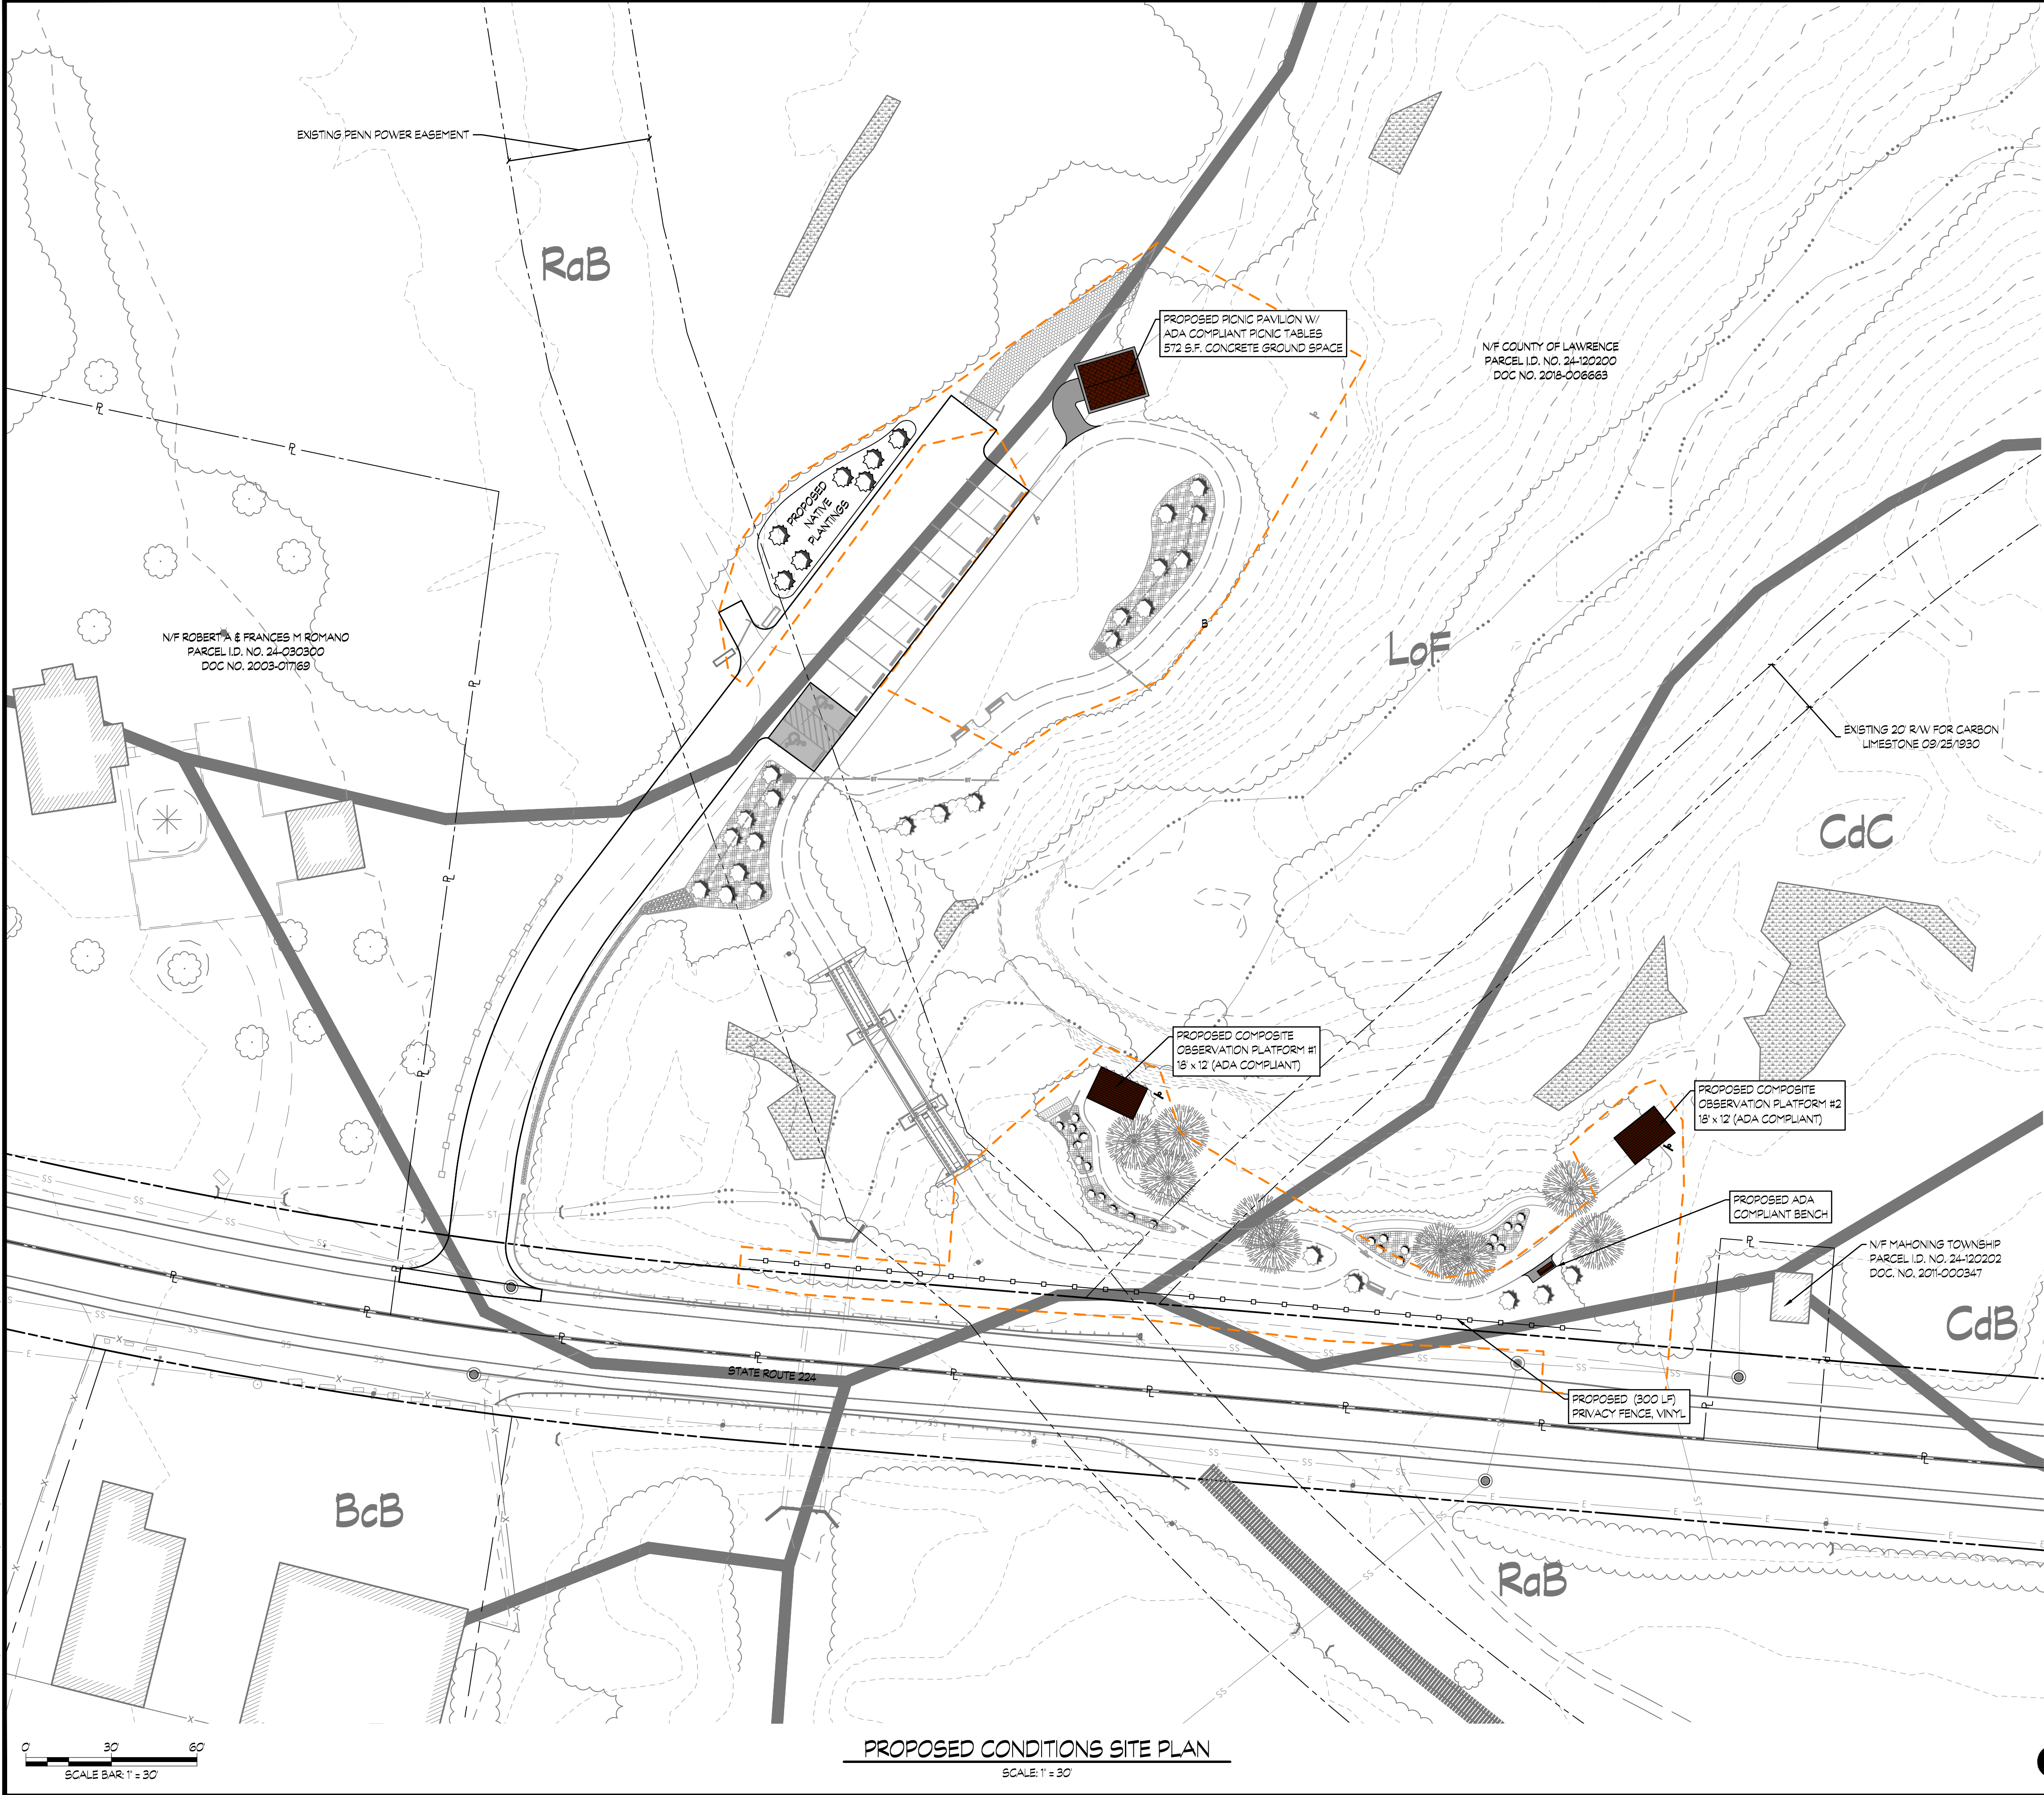 EXISTING PENN POWER EASEMENT
RaB
PROPOSED PICNIC PAVILION W/
ADA COMPLIANT PICNIC TABLES
572 S.F. CONCRETE GROUND SPACE
N/F COUNTY OF LAWRENCE
PARCEL I.D. NO. 24-120200
DOC NO. 2018-006663
PROPOSED
NATIVE
PLANTINGS
N/F ROBERT A & FRANCES M ROMANO
PARCEL I.D. NO. 24-030300
DOC NO. 2003-017169
LoF
EXISTING 20' R/W FOR CARBON
LIMESTONE 09/25/1930
CdC
PROPOSED COMPOSITE
OBSERVATION PLATFORM #1
18' x 12' (ADA COMPLIANT)
PROPOSED COMPOSITE
OBSERVATION PLATFORM #2
18' x 12' (ADA COMPLIANT)
PROPOSED ADA
COMPLIANT BENCH
N/F MAHONING TOWNSHIP
PARCEL I.D. NO. 24-120202
DOC. NO. 2011-000347
CdB
STATE ROUTE 224
PROPOSED (300 LF)
PRIVACY FENCE, VINYL
BcB
RaB
0' 30' 60'
SCALE BAR: 1" = 30'
PROPOSED CONDITIONS SITE PLAN
SCALE: 1" = 30'